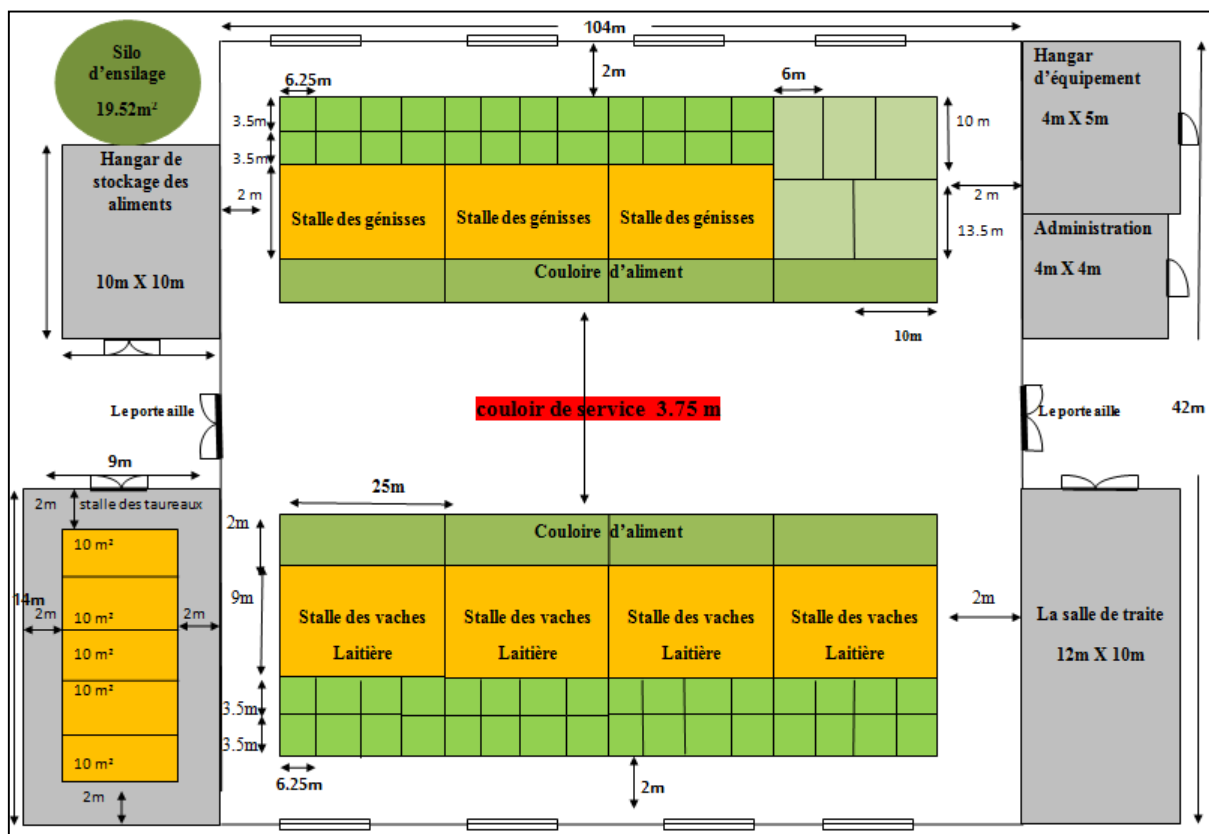 104m
Silo
d'ensilage
19.52m²
2m
6.25m
6m
Hangar
d'équipement
4m X 5m
3.5m
10 m
3.5m
Hangar de
stockage des
aliments
2 m
Stalle des génisses
Stalle des génisses
Stalle des génisses
2 m
13.5 m
Administration
4m X 4m
10m X 10m
Couloire d'aliment
10m
Le porte aille
couloir de service 3.75 m
Le porte aille
42m
9m
25m
2m
stalle des taureaux
2m
Couloire d'aliment
10 m²
9m
14m
2m
10 m²
2m
Stalle des vaches
Laitière
Stalle des vaches
Laitière
Stalle des vaches
Laitière
Stalle des vaches
Laitière
2m
La salle de traite
12m X 10m
10 m²
10 m²
3.5m
3.5m
10 m²
2m
6.25m
2m